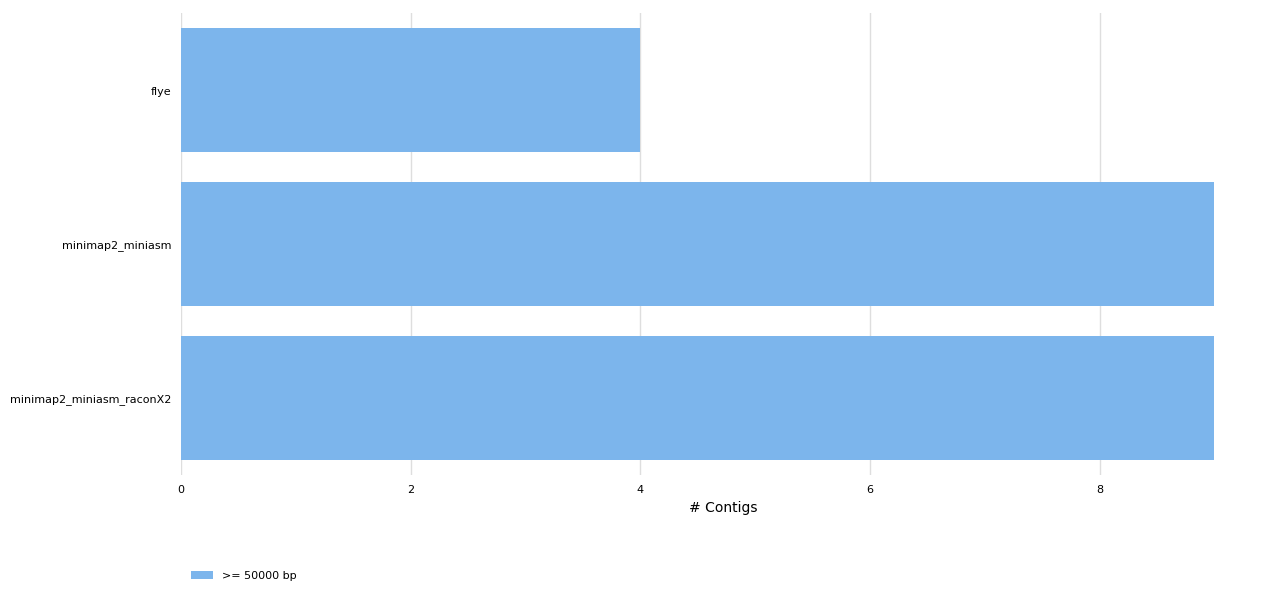 flye
minimap2_miniasm
minimap2_miniasm_raconX2
0 2 4 6 8
# Contigs
>= 50000 bp